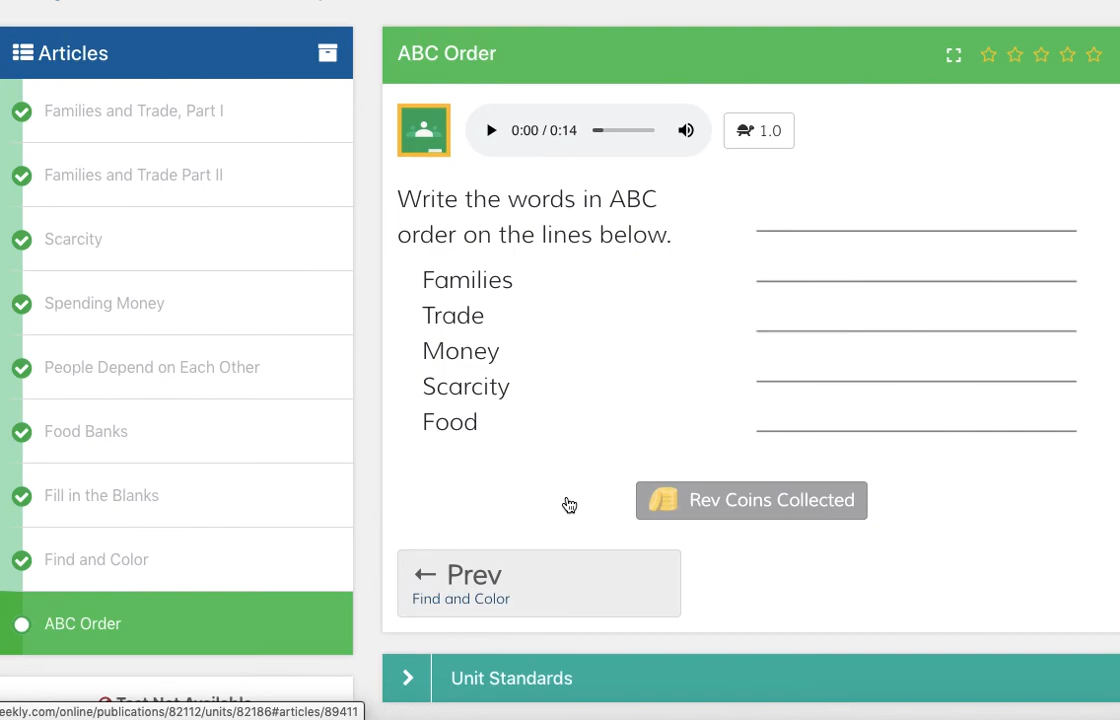 Articles
Families and Trade, Part I
Families and Trade Part II
Scarcity
Spending Money
People Depend on Each Other
Food Banks
Fill in the Blanks
Find and Color
ABC Order
Test Not Available
eekly.com/online/publications/82112/units/82186#articles/89411
ABC Order
0:00 / 0:14
1.0
Write the words in ABC
order on the lines below.
Families
Trade
Money
Scarcity
Food
Rev Coins Collected
← Prev
Find and Color
Unit Standards